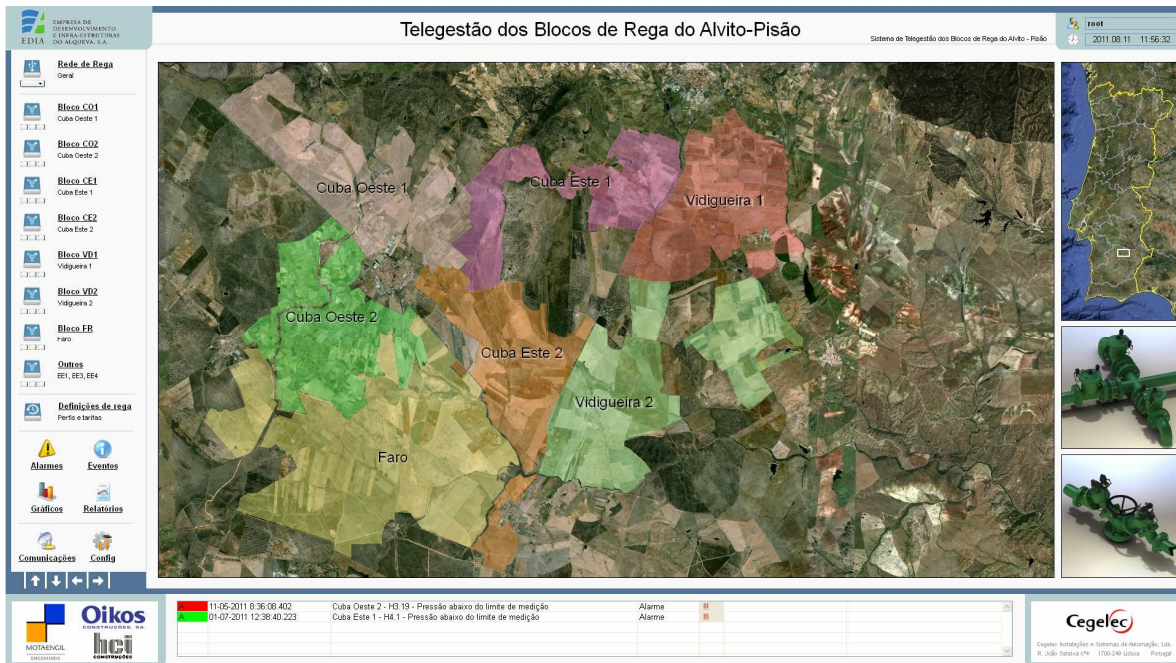 EDIA
EMPRESA DE
DESENVOLVIMENTO
E INFRA-ESTRUTURAS
DO ALQUEVA, S.A.
Telegestão dos Blocos de Rega do Alvito-Pisão
Sistema de Telegestão dos Blocos de Rega do Alvito - Pisão
root
2011.08.11 11:56:32
Rede de Rega
Geral
Bloco CO1
Cuba Oeste 1
Bloco CO2
Cuba Oeste 2
Bloco CE1
Cuba Este 1
Bloco CE2
Cuba Este 2
Bloco VD1
Vidigueira 1
Bloco VD2
Vidigueira 2
Bloco FR
Faro
Outros
EE1, EE3, EE4
Definições de rega
Perfis e tarifas
Alarmes
Eventos
Gráficos
Relatórios
Comunicações
Config
Cuba Oeste 1
Cuba Este 1
Vidigueira 1
Cuba Oeste 2
Cuba Este 2
Vidigueira 2
Faro
A 11-05-2011 8:36:08.402 Cuba Oeste 2 - H3.19 - Pressão abaixo do limite de medição Alarme !!!
A 01-07-2011 12:38:40.223 Cuba Este 1 - H4.1 - Pressão abaixo do limite de medição Alarme !!!
MOTAENGIL
ENGENHARIA
Oikos
CONSTRUÇÕES, SA.
hci
CONSTRUÇÕES
Cegelec
Cegelec Instalações e Sistemas de Automação, Lda.
R. João Saraiva nº6 1700-249 Lisboa Portugal